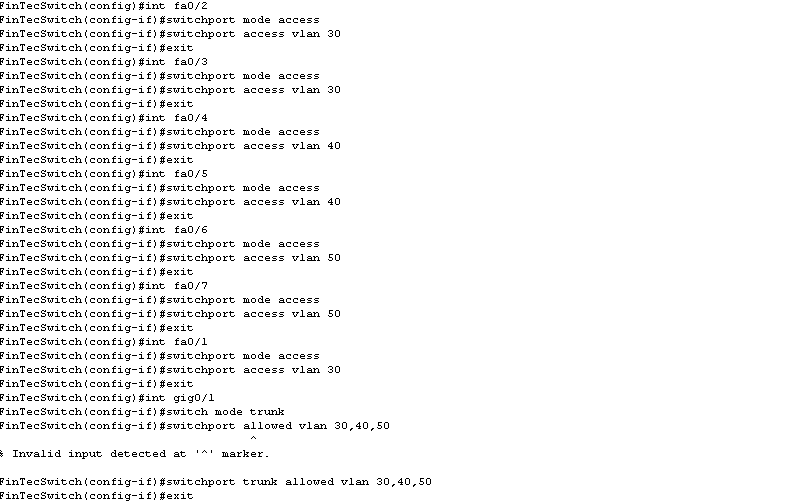 FinTecSwitch(config)#int fa0/2
FinTecSwitch(config-if)#switchport mode access
FinTecSwitch(config-if)#switchport access vlan 30
FinTecSwitch(config-if)#exit
FinTecSwitch(config)#int fa0/3
FinTecSwitch(config-if)#switchport mode access
FinTecSwitch(config-if)#switchport access vlan 30
FinTecSwitch(config-if)#exit
FinTecSwitch(config)#int fa0/4
FinTecSwitch(config-if)#switchport mode access
FinTecSwitch(config-if)#switchport access vlan 40
FinTecSwitch(config-if)#exit
FinTecSwitch(config)#int fa0/5
FinTecSwitch(config-if)#switchport mode access
FinTecSwitch(config-if)#switchport access vlan 40
FinTecSwitch(config-if)#exit
FinTecSwitch(config)#int fa0/6
FinTecSwitch(config-if)#switchport mode access
FinTecSwitch(config-if)#switchport access vlan 50
FinTecSwitch(config-if)#exit
FinTecSwitch(config)#int fa0/7
FinTecSwitch(config-if)#switchport mode access
FinTecSwitch(config-if)#switchport access vlan 50
FinTecSwitch(config-if)#exit
FinTecSwitch(config)#int fa0/1
FinTecSwitch(config-if)#switchport mode access
FinTecSwitch(config-if)#switchport access vlan 30
FinTecSwitch(config-if)#exit
FinTecSwitch(config)#int gig0/1
FinTecSwitch(config-if)#switch mode trunk
FinTecSwitch(config-if)#switchport allowed vlan 30,40,50
^
% Invalid input detected at '^' marker.
FinTecSwitch(config-if)#switchport trunk allowed vlan 30,40,50
FinTecSwitch(config-if)#exit